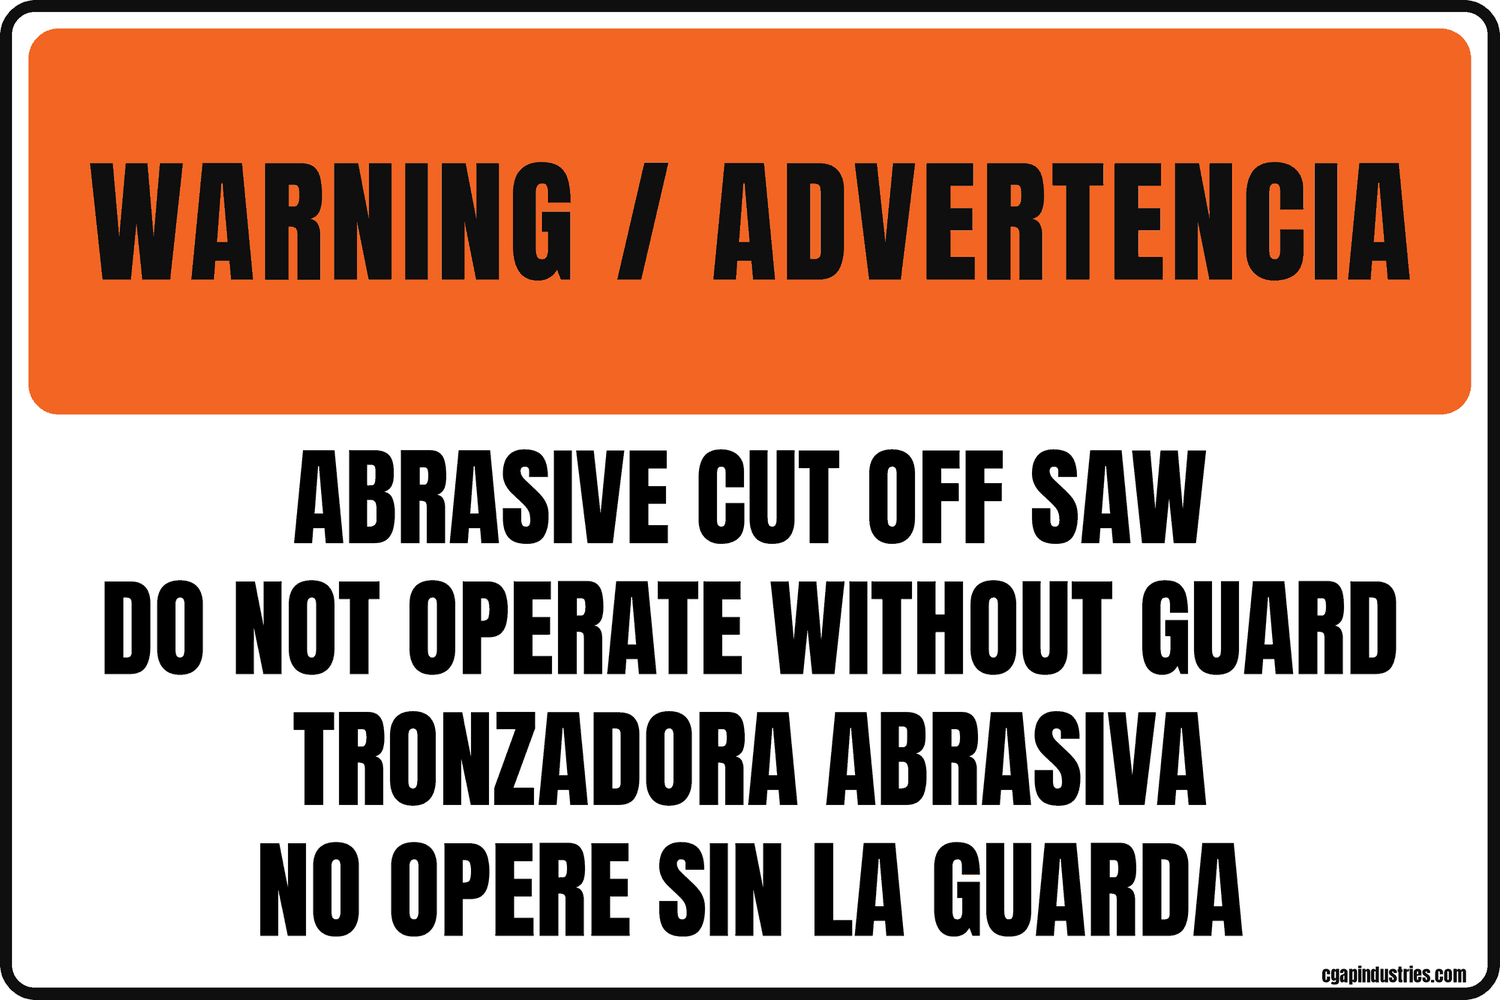 WARNING / ADVERTENCIA
ABRASIVE CUT OFF SAW
DO NOT OPERATE WITHOUT GUARD
TRONZADORA ABRASIVA
NO OPERE SIN LA GUARDA
cgapindustries.com